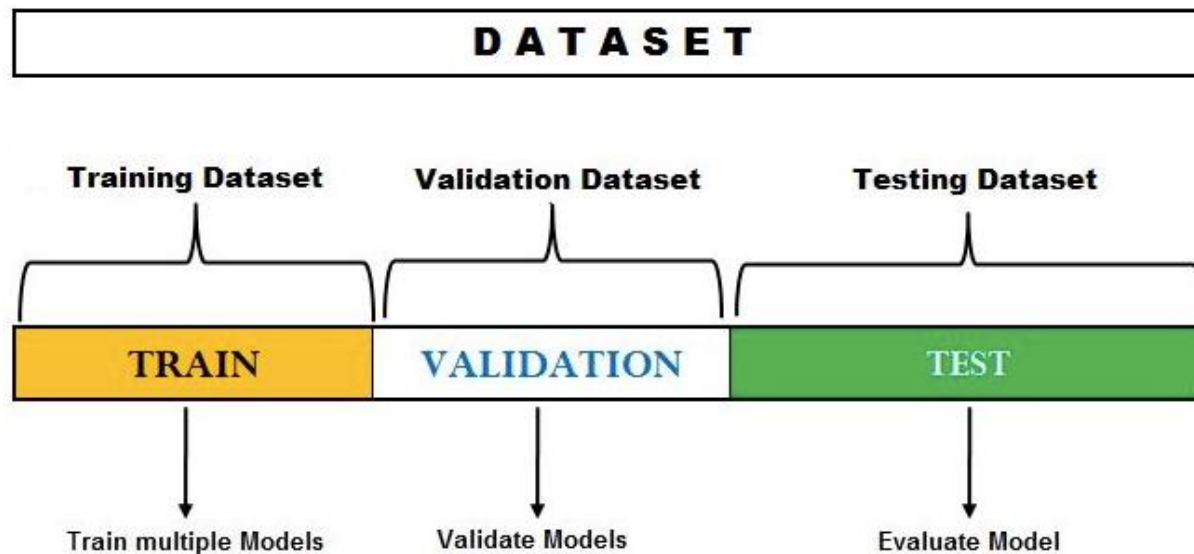 D A T A S E T
Training Dataset
Validation Dataset
Testing Dataset
TRAIN
VALIDATION
TEST
Train multiple Models
Validate Models
Evaluate Model